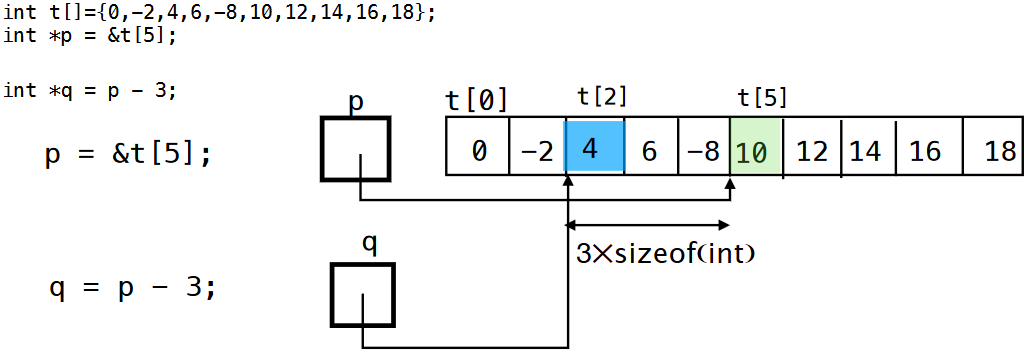 int t[]={0,-2,4,6,-8,10,12,14,16,18};
int *p = &t[5];
int *q = p - 3;
p t[0] t[2] t[5]
p = &t[5];
0 -2 4 6 -8 10 12 14 16 18
q
3×sizeof(int)
q = p - 3;